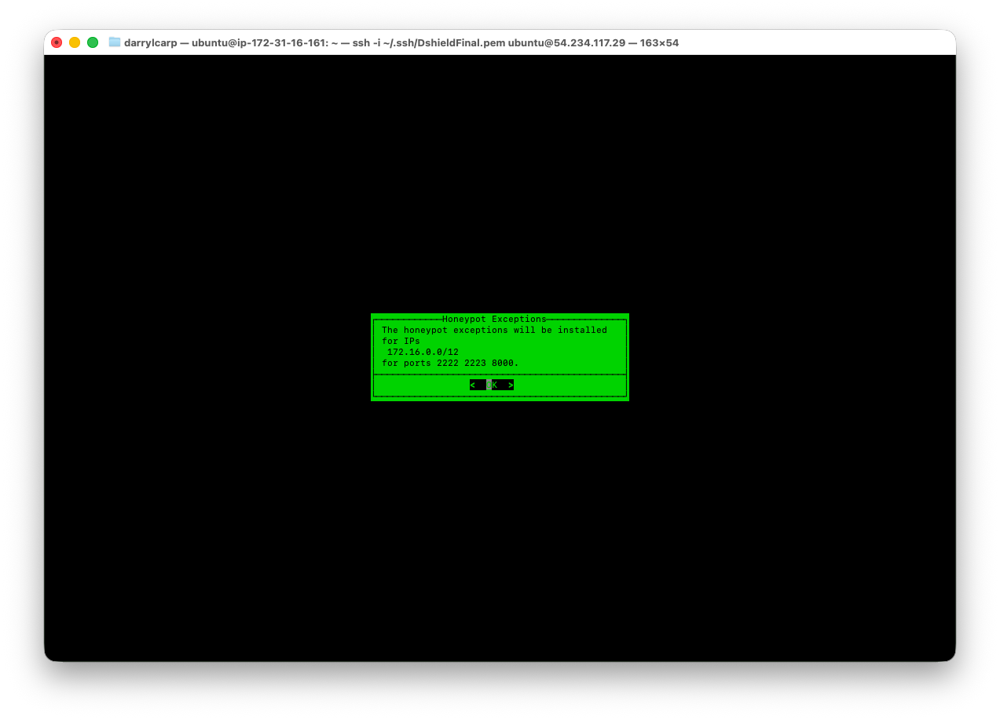 darrylcarp — ubuntu@ip-172-31-16-161: ~ — ssh -i ~/.ssh/DshieldFinal.pem ubuntu@54.234.117.29 — 163×54
Honeypot Exceptions
The honeypot exceptions will be installed
for IPs
172.16.0.0/12
for ports 2222 2223 8000.
< K >